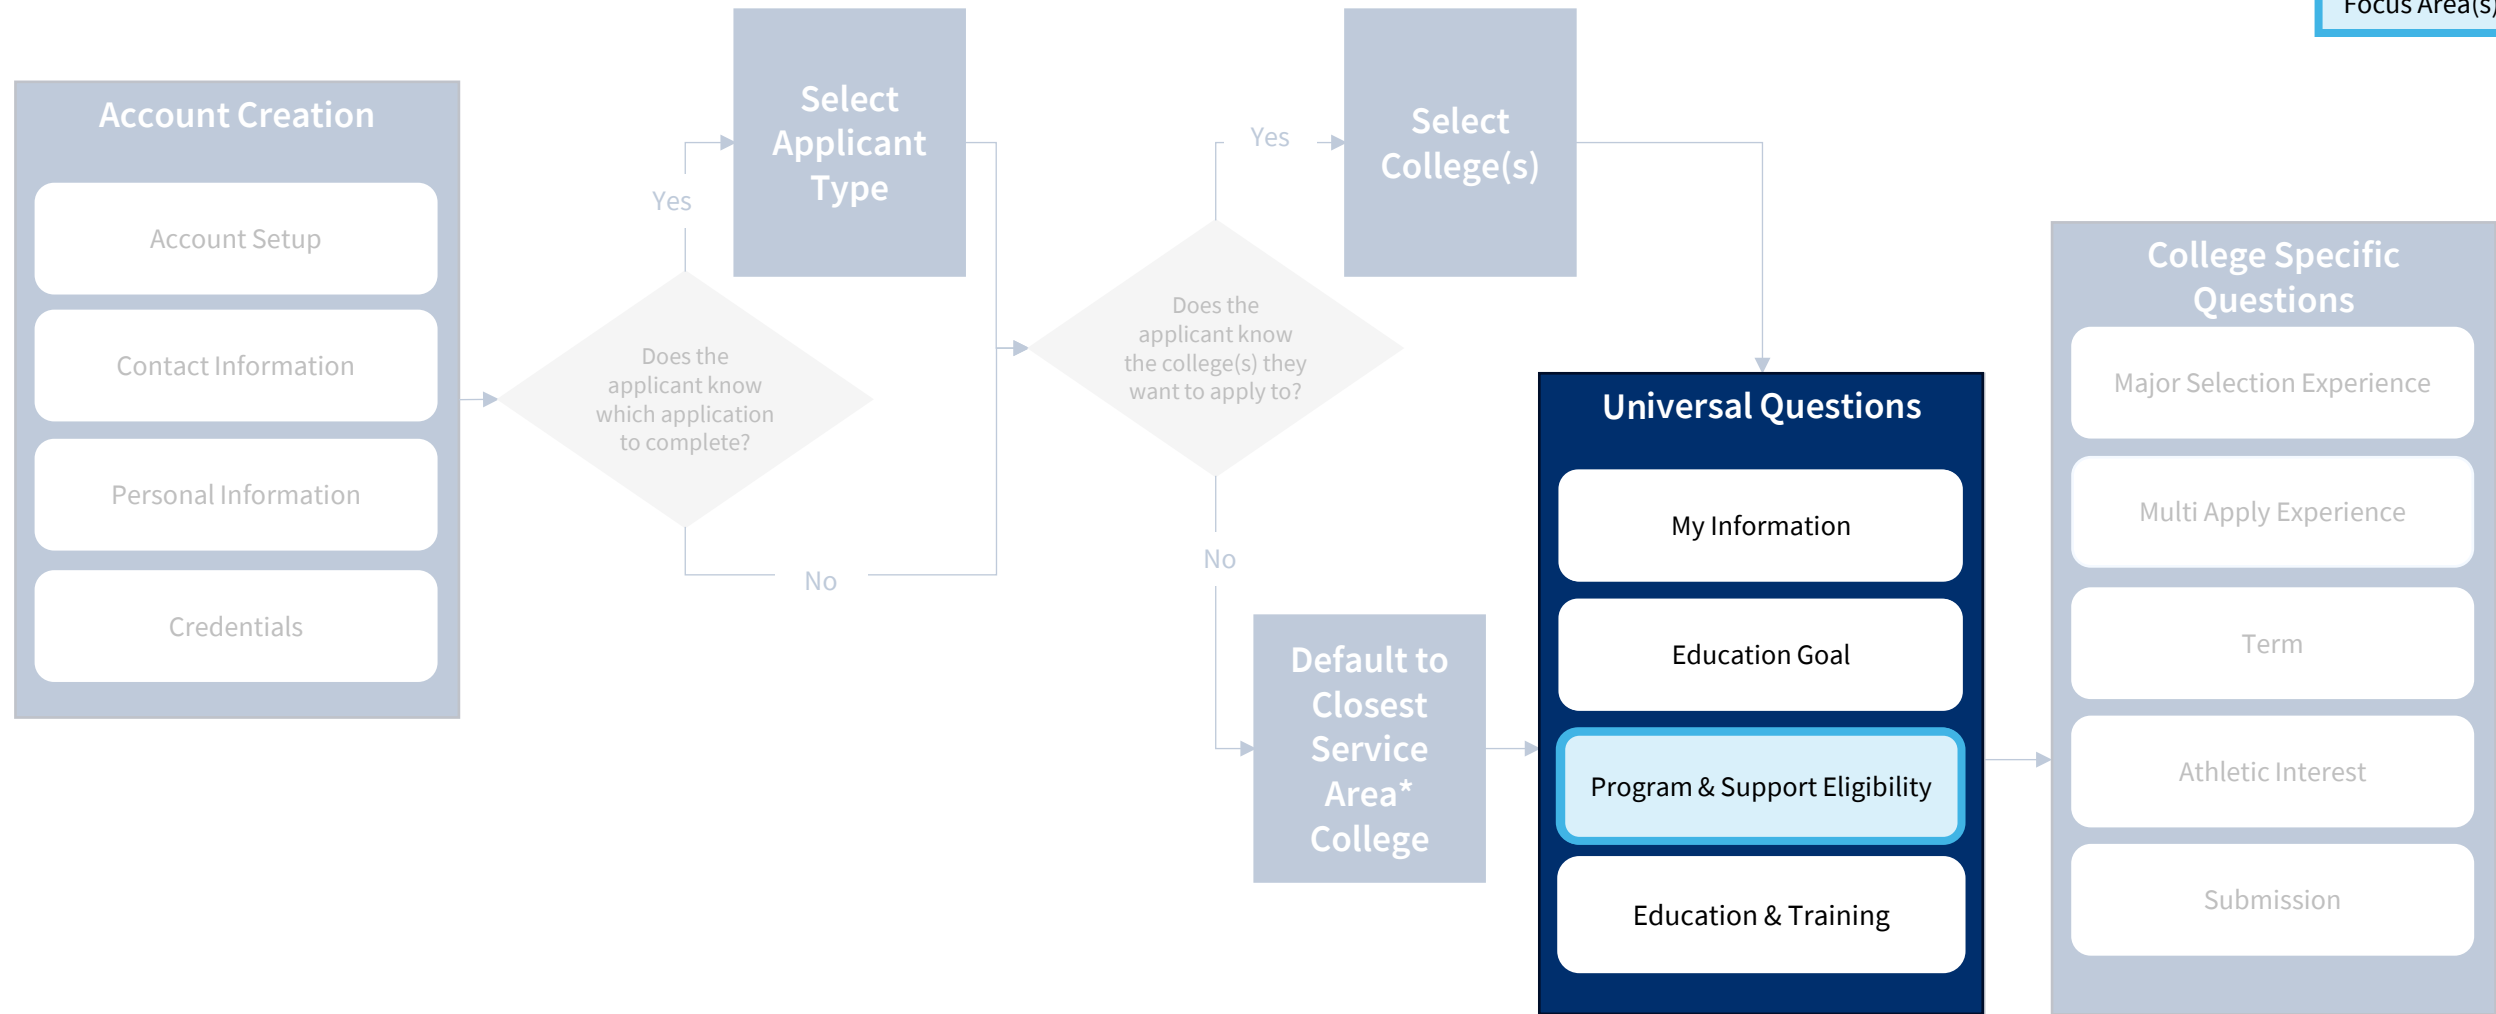 Focus Area(s)
Account Creation
Account Setup
Contact Information
Personal Information
Credentials
Does the
applicant know
which application
to complete?
Yes
No
Select
Applicant
Type
Does the
applicant know
the college(s) they
want to apply to?
Yes
No
Select
College(s)
Default to
Closest
Service
Area*
College
Universal Questions
My Information
Education Goal
Program & Support Eligibility
Education & Training
College Specific
Questions
Major Selection Experience
Multi Apply Experience
Term
Athletic Interest
Submission